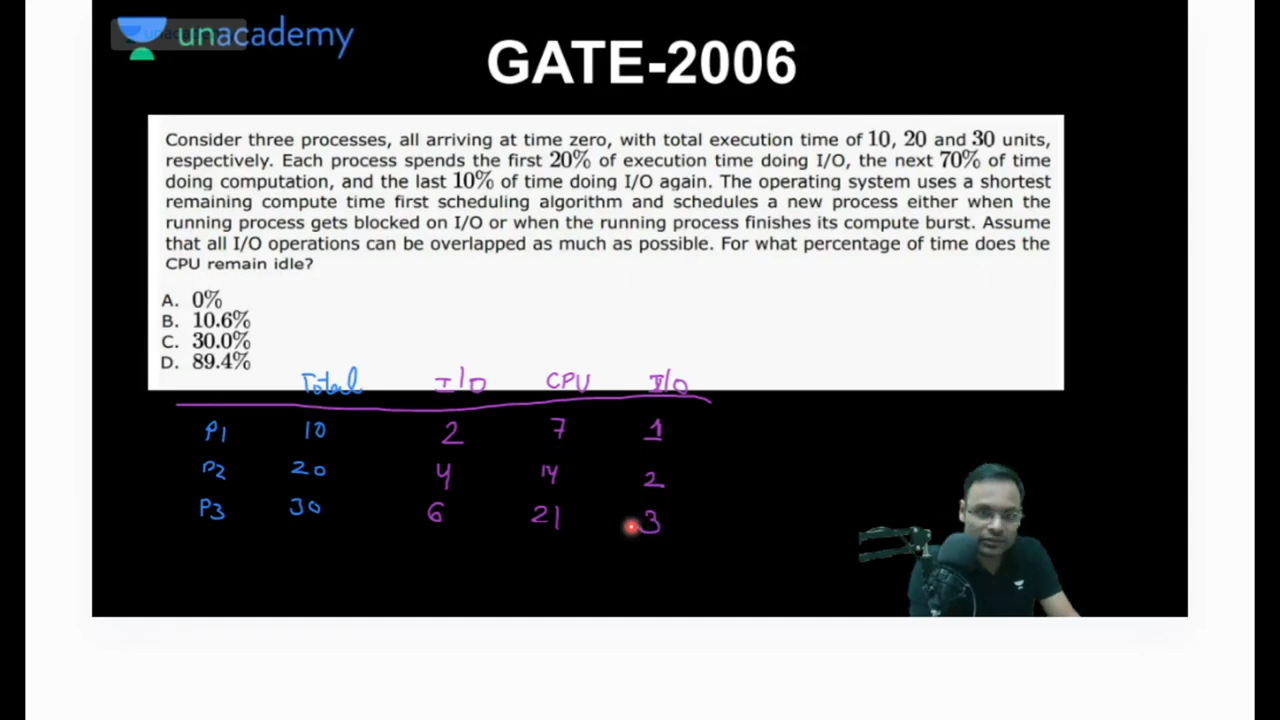 unacademy
GATE-2006
Consider three processes, all arriving at time zero, with total execution time of 10, 20 and 30 units,
respectively. Each process spends the first 20% of execution time doing I/O, the next 70% of time
doing computation, and the last 10% of time doing I/O again. The operating system uses a shortest
remaining compute time first scheduling algorithm and schedules a new process either when the
running process gets blocked on I/O or when the running process finishes its compute burst. Assume
that all I/O operations can be overlapped as much as possible. For what percentage of time does the
CPU remain idle?
A. 0%
B. 10.6%
C. 30.0%
D. 89.4%
Total I/O CPU I/O
P1 10 2 7 1
P2 20 4 14 2
P3 30 6 21 3